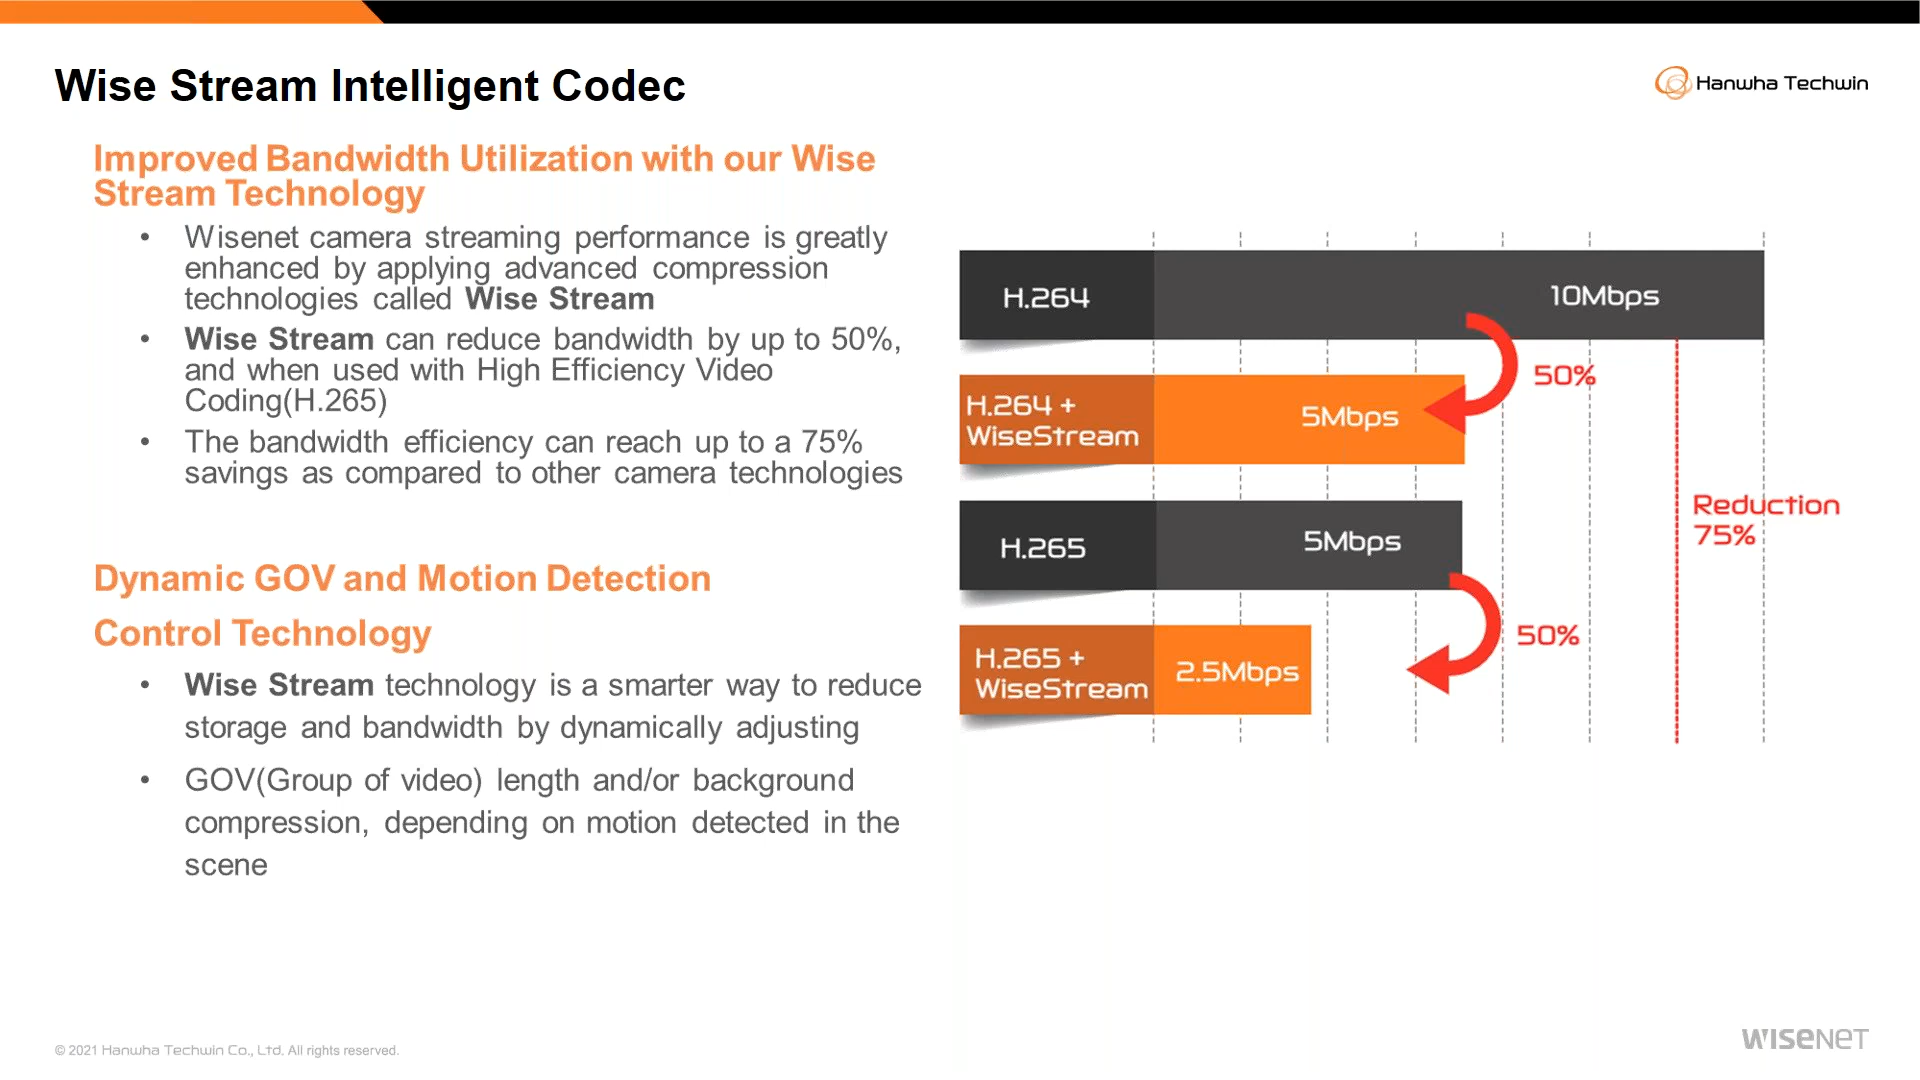 Wise Stream Intelligent Codec
Hanwha Techwin
Improved Bandwidth Utilization with our Wise
Stream Technology
• Wisenet camera streaming performance is greatly
enhanced by applying advanced compression
technologies called Wise Stream
• Wise Stream can reduce bandwidth by up to 50%,
and when used with High Efficiency Video
Coding(H.265)
• The bandwidth efficiency can reach up to a 75%
savings as compared to other camera technologies
Dynamic GOV and Motion Detection
Control Technology
• Wise Stream technology is a smarter way to reduce
storage and bandwidth by dynamically adjusting
• GOV(Group of video) length and/or background
compression, depending on motion detected in the
scene
H.264
10Mbps
50%
H.264 +
WiseStream
5Mbps
H.265
5Mbps
Reduction
75%
50%
H.265 +
WiseStream
2.5Mbps
© 2021 Hanwha Techwin Co., Ltd. All rights reserved.
WISENET